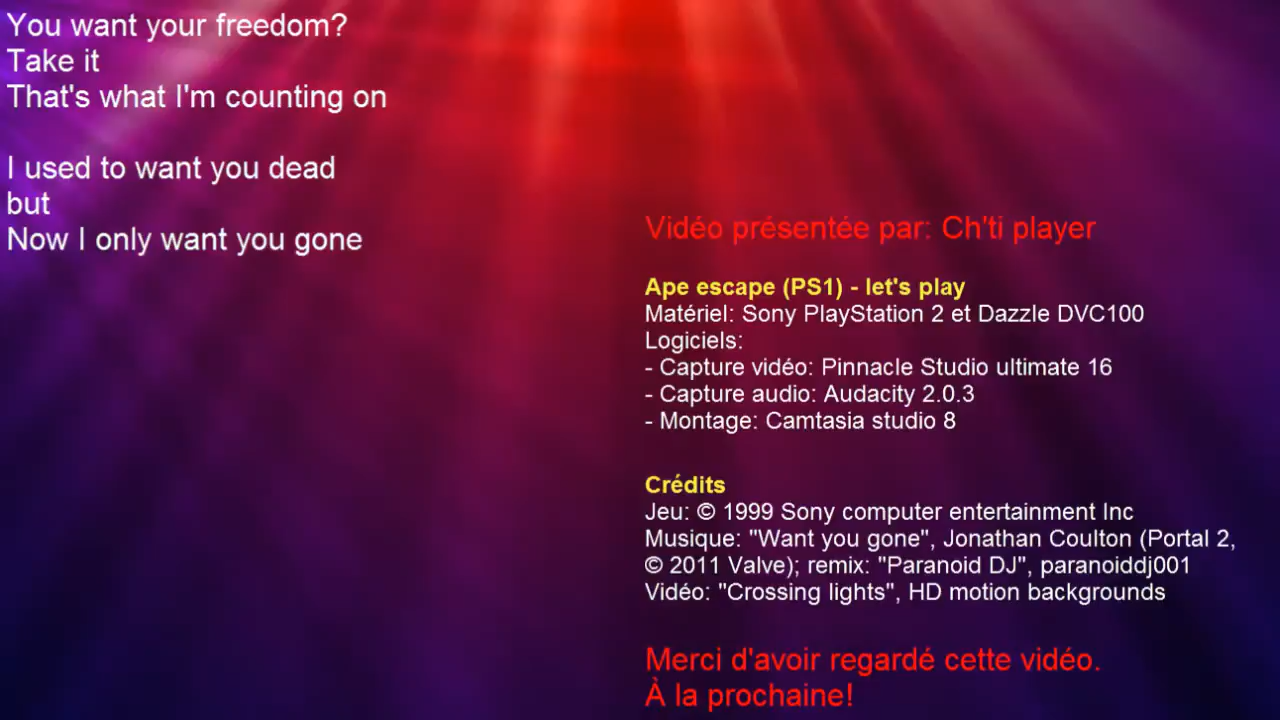 You want your freedom?
Take it
That's what I'm counting on
I used to want you dead
but
Now I only want you gone
Vidéo présentée par: Ch'ti player
Ape escape (PS1) - let's play
Matériel: Sony PlayStation 2 et Dazzle DVC100
Logiciels:
- Capture vidéo: Pinnacle Studio ultimate 16
- Capture audio: Audacity 2.0.3
- Montage: Camtasia studio 8
Crédits
Jeu: © 1999 Sony computer entertainment Inc
Musique: "Want you gone", Jonathan Coulton (Portal 2,
© 2011 Valve); remix: "Paranoid DJ", paranoiddj001
Vidéo: "Crossing lights", HD motion backgrounds
Merci d'avoir regardé cette vidéo.
À la prochaine!